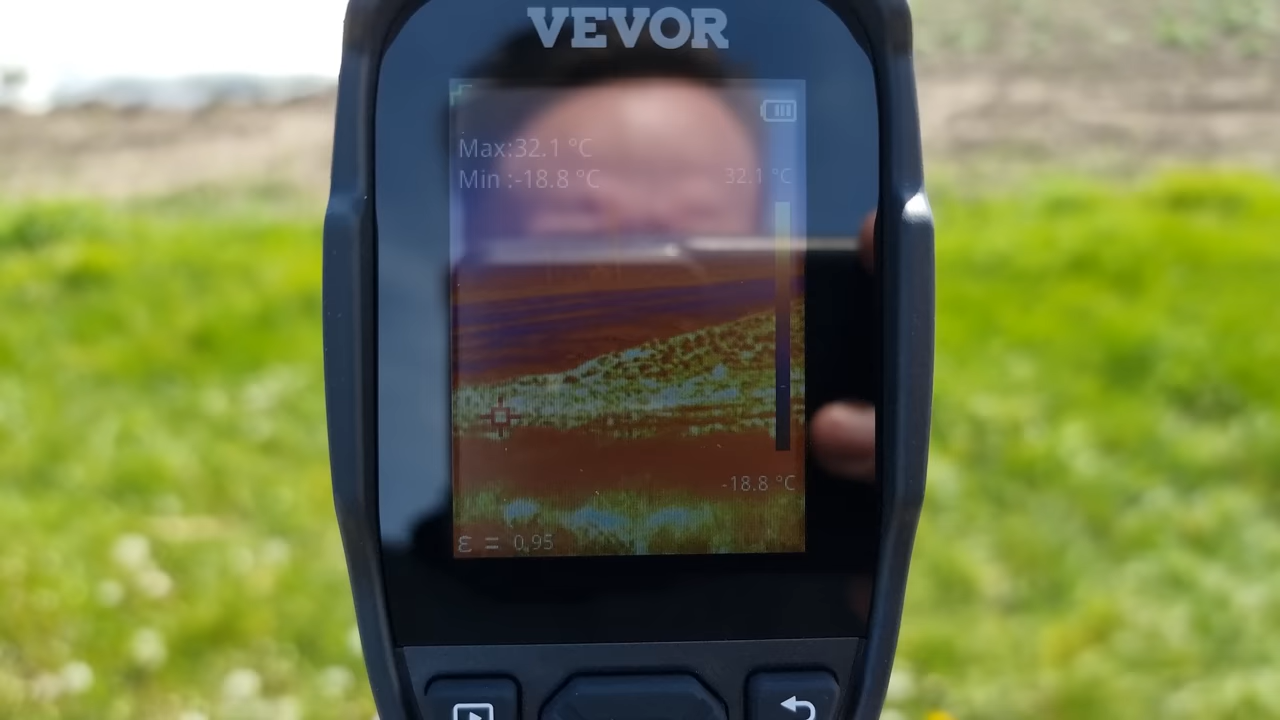 VEVOR
Max:32.1 °C
Min :-18.8 °C
32.1 °C
-18.8 °C
ε = 0.95